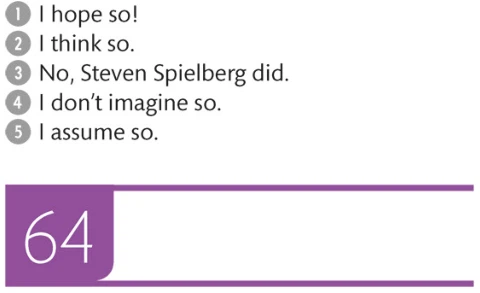 1 I hope so!
2 I think so.
3 No, Steven Spielberg did.
4 I don't imagine so.
5 I assume so.
64